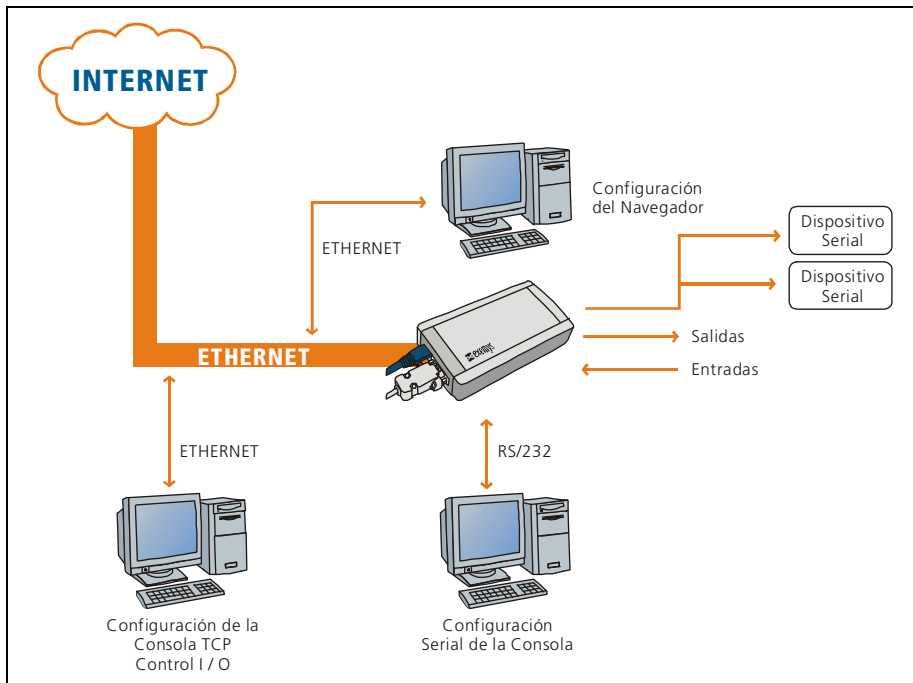 INTERNET
Configuración
del Navegador
Dispositivo
Serial
ETHERNET
Dispositivo
Serial
Salidas
ETHERNET
exemys
Entradas
ETHERNET
RS/232
Configuración de la
Consola TCP
Control I / O
Configuración
Serial de la Consola